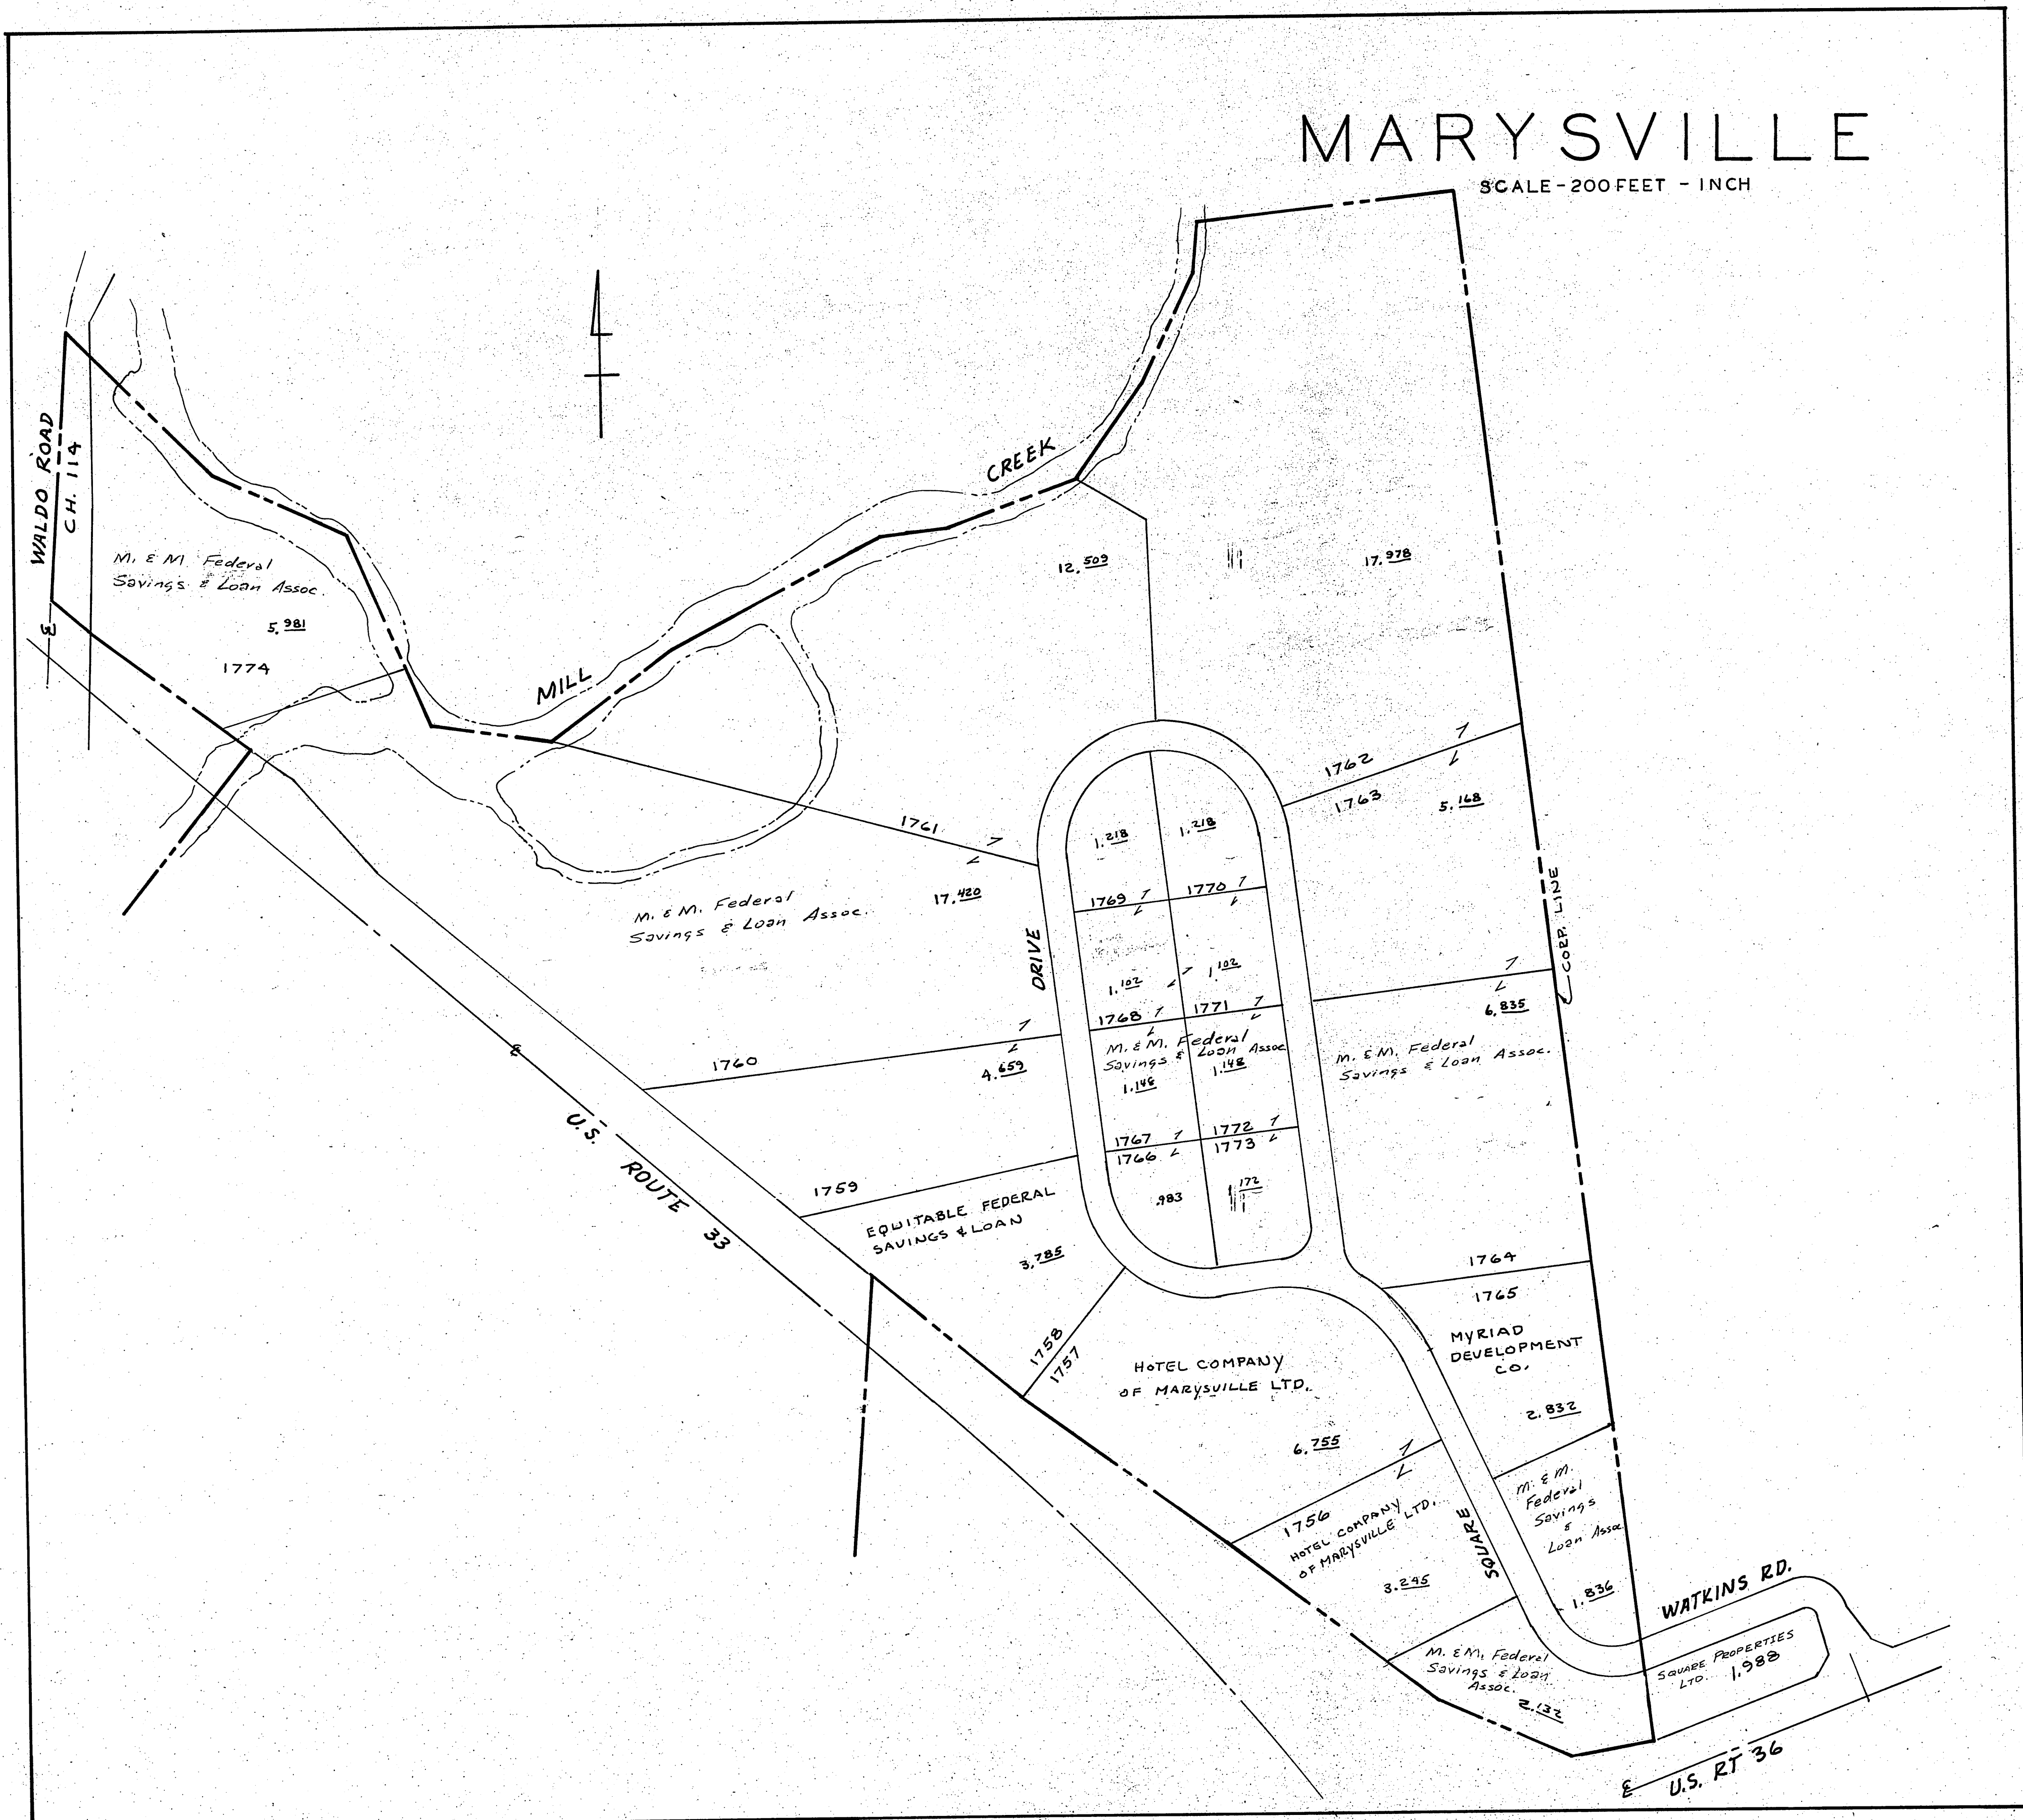 MARYSVILLE
SCALE-200 FEET - INCH
WALDO ROAD
C.H. 114
M. & M. Federal
Savings & Loan Assoc.
5.981
1774
MILL
CREEK
12.509
17.978
1762
1763
5.168
1761
M. & M. Federal
Savings & Loan Assoc.
17.420
1.218
1.218
1769
1770
DRIVE
1.102
1.102
1768
1771
M. & M. Federal
Savings & Loan Assoc
1.148
1.148
CORP. LINE
6.835
M. & M. Federal
Savings & Loan Assoc.
1760
4.659
1767
1772
1766
1773
.983
172
U.S. ROUTE 33
1759
EQUITABLE FEDERAL
SAVINGS & LOAN
3.785
1758
1757
1764
1765
MYRIAD
DEVELOPMENT
CO.
2.832
HOTEL COMPANY
OF MARYSVILLE LTD.
6.755
1756
HOTEL COMPANY
OF MARYSVILLE LTD.
3.295
SQUARE
M. & M.
Federal
Savings
&
Loan Assoc
1.836
WATKINS RD.
M. & M. Federal
Savings & Loan
Assoc.
2.132
SQUARE PROPERTIES
LTD. 1.988
U.S. RT 36